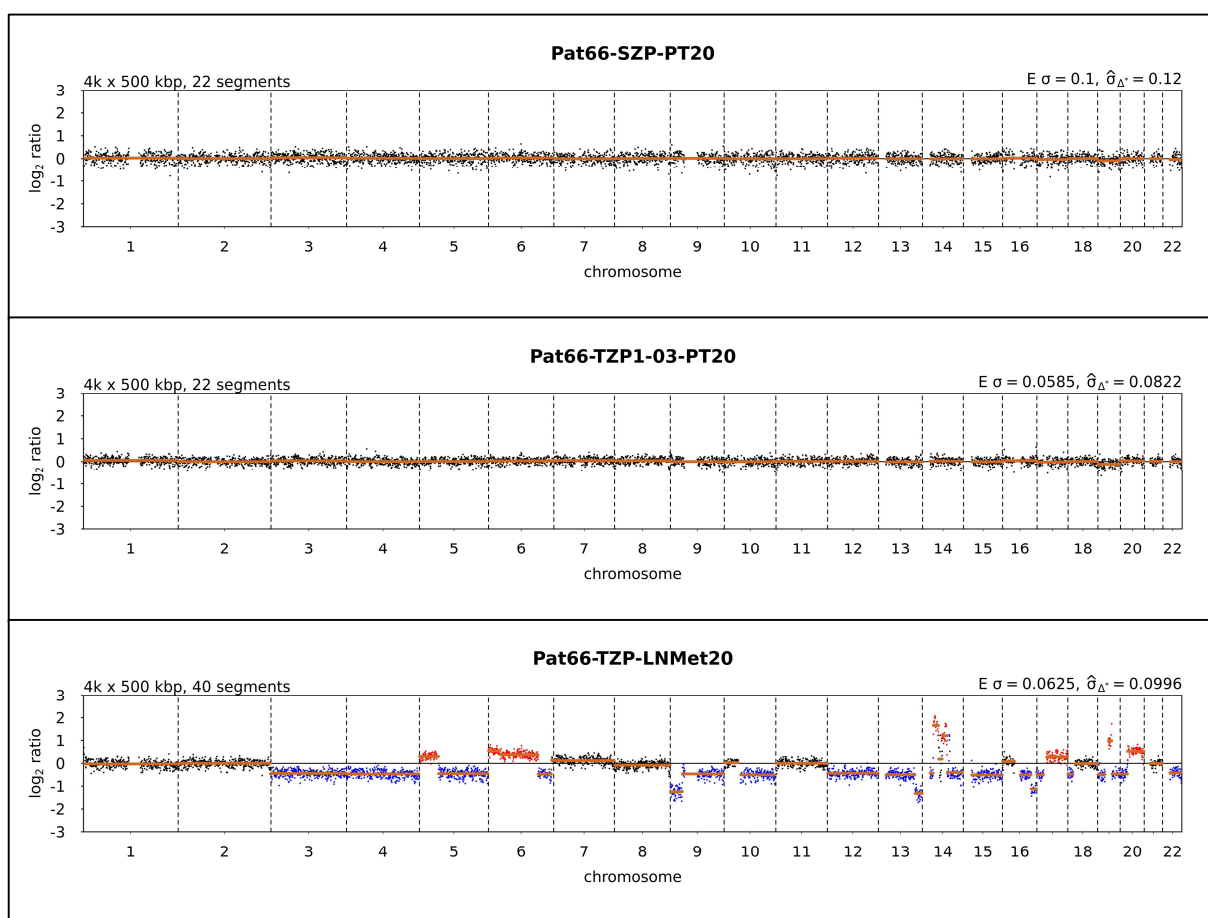 Pat66-SZP-PT20
4k x 500 kbp, 22 segments
E σ = 0.1, σ̂Δ* = 0.12
log₂ ratio
3
2
1
0
-1
-2
-3
1 2 3 4 5 6 7 8 9 10 11 12 13 14 15 16 18 20 22
chromosome
Pat66-TZP1-03-PT20
4k x 500 kbp, 22 segments
E σ = 0.0585, σ̂Δ* = 0.0822
log₂ ratio
3
2
1
0
-1
-2
-3
1 2 3 4 5 6 7 8 9 10 11 12 13 14 15 16 18 20 22
chromosome
Pat66-TZP-LNMet20
4k x 500 kbp, 40 segments
E σ = 0.0625, σ̂Δ* = 0.0996
log₂ ratio
3
2
1
0
-1
-2
-3
1 2 3 4 5 6 7 8 9 10 11 12 13 14 15 16 18 20 22
chromosome